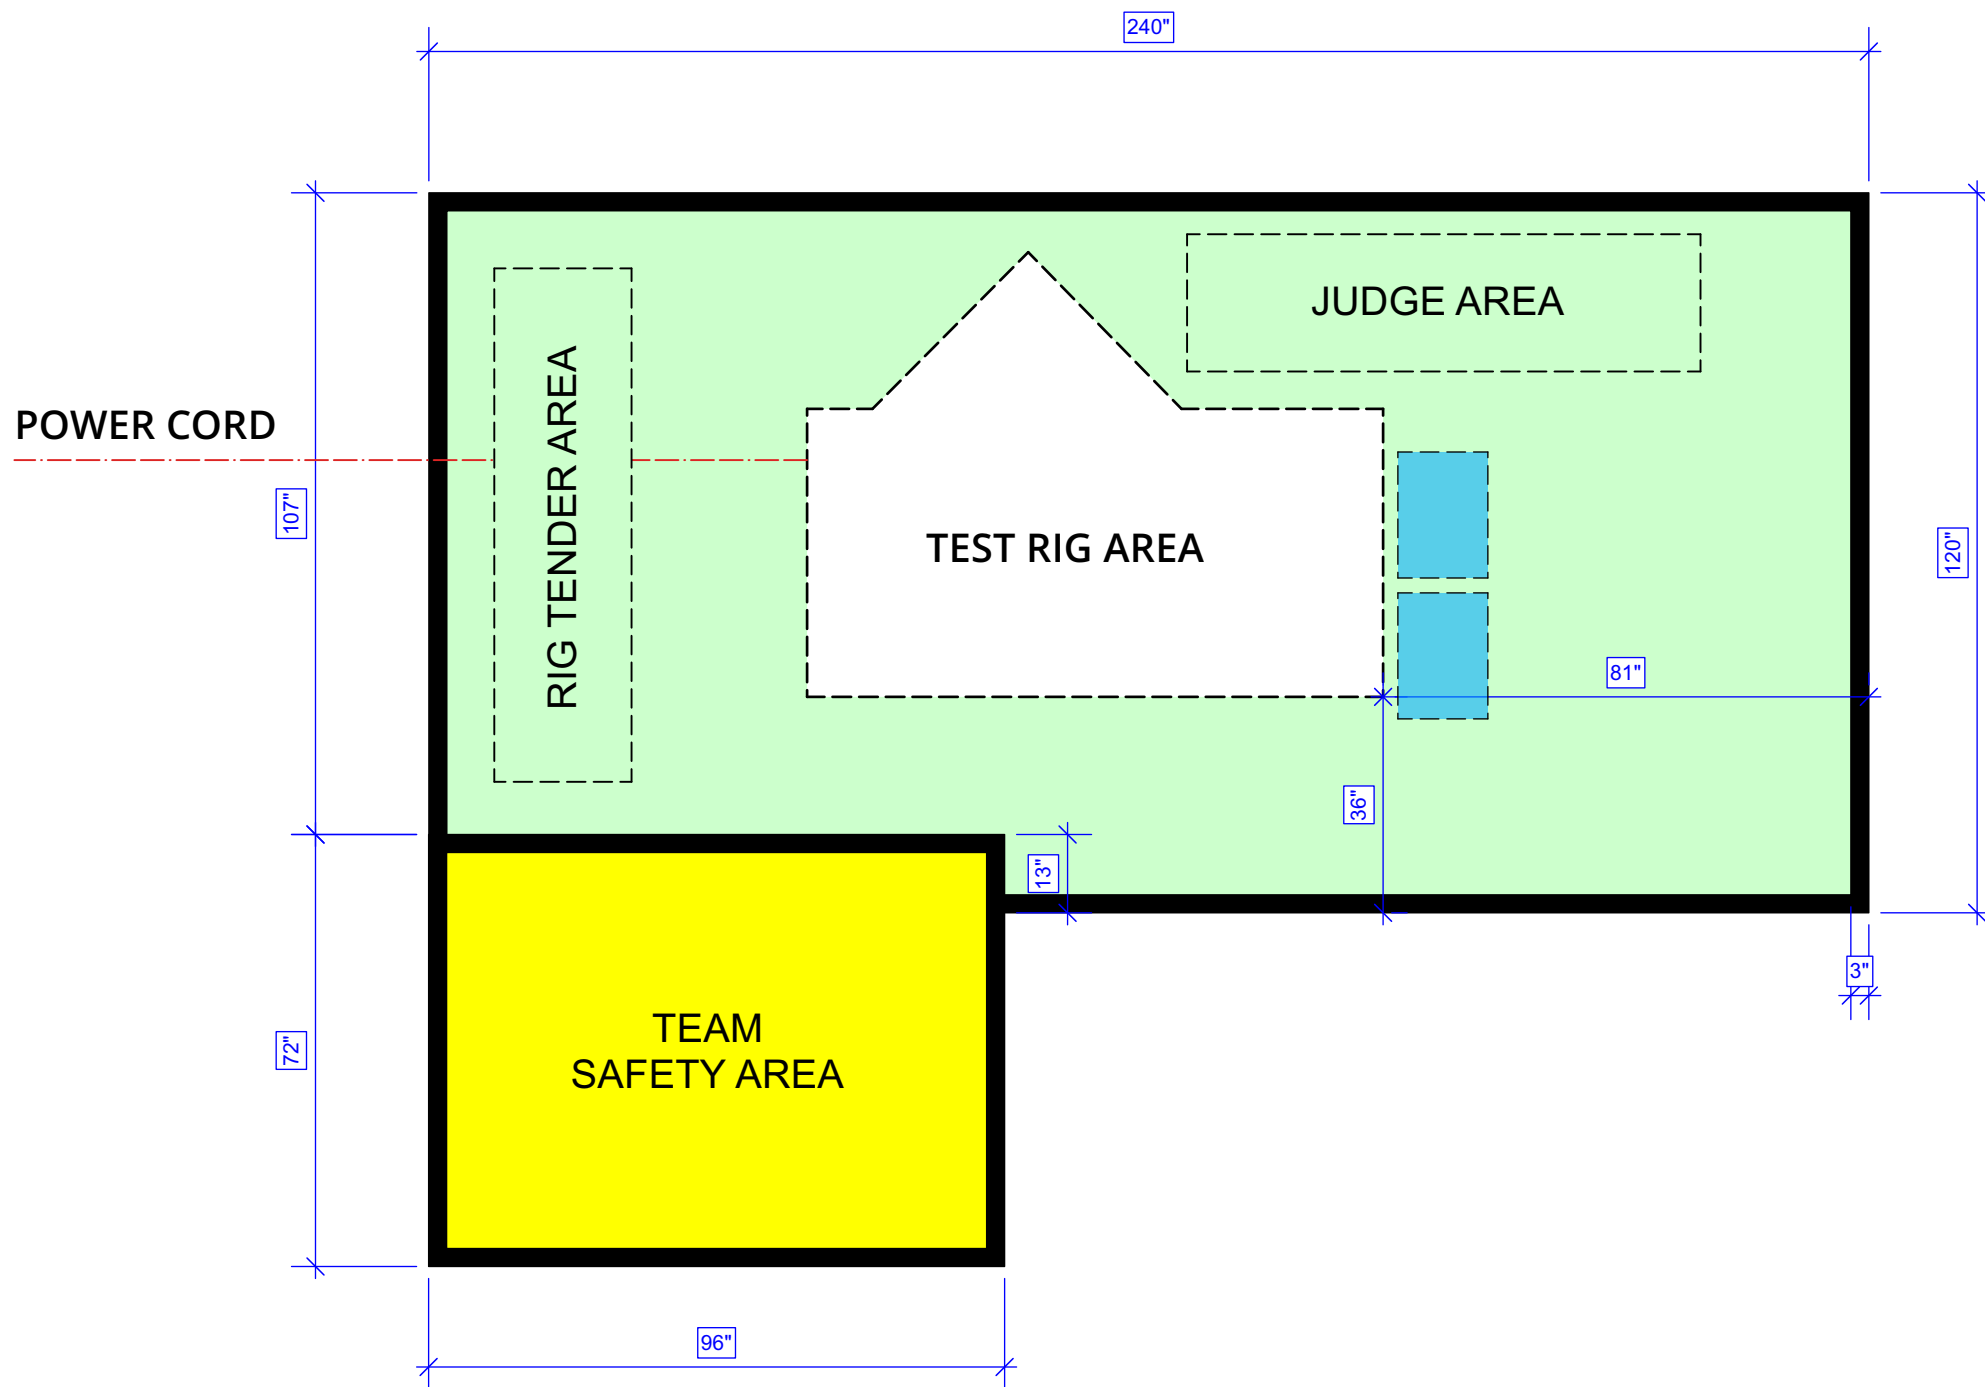 240"
JUDGE AREA
RIG TENDER AREA
POWER CORD
107"
TEST RIG AREA
120"
81"
36"
13"
3"
TEAM
SAFETY AREA
72"
96"